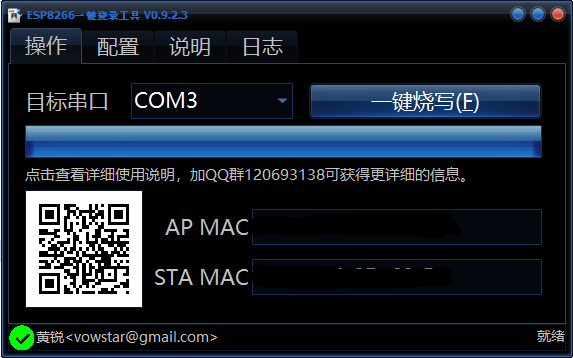 ESP8266一键烧录工具 V0.9.2.3
操作 配置 说明 日志
目标串口 COM3 一键烧写(F)
点击查看详细使用说明，加QQ群120693138可获得更详细的信息。
AP MAC
STA MAC
黄锐<vowstar@gmail.com> 就绪